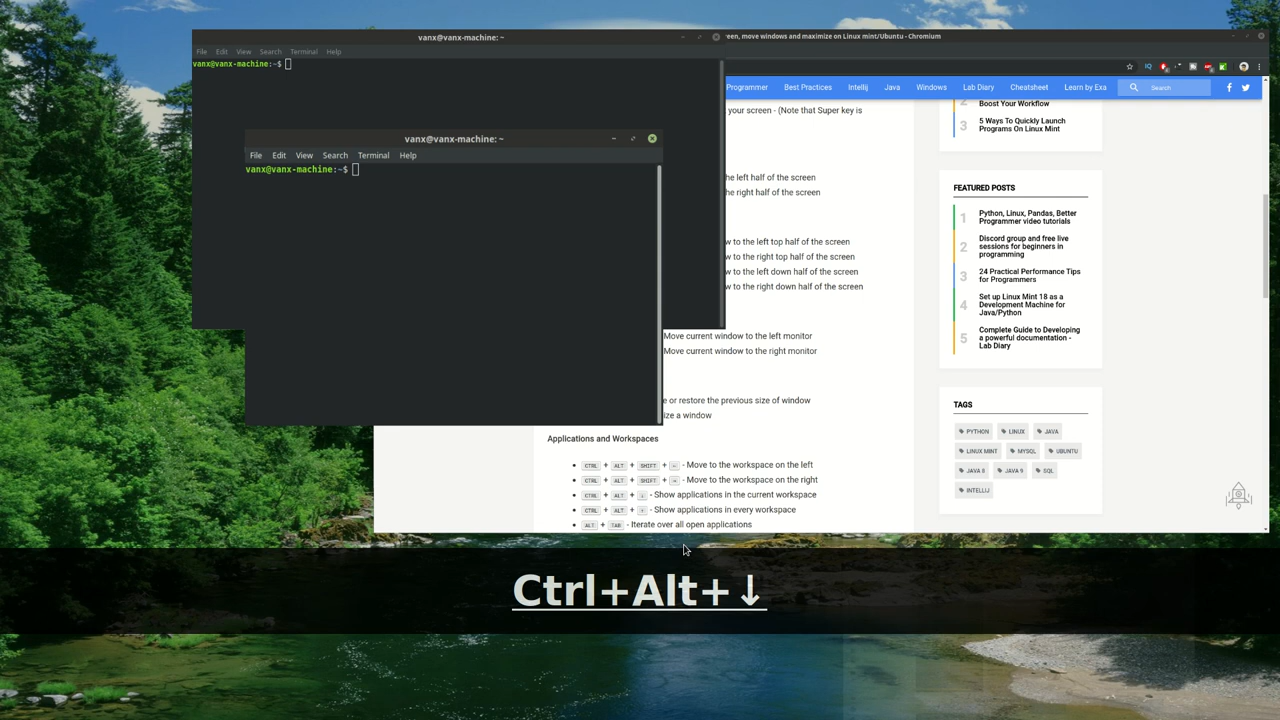 vanx@vanx-machine: ~
File Edit View Search Terminal Help
vanx@vanx-machine:~$
vanx@vanx-machine: ~
File Edit View Search Terminal Help
vanx@vanx-machine:~$
een, move windows and maximize on Linux mint/Ubuntu - Chromium
Programmer Best Practices Intellij Java Windows Lab Diary Cheatsheet Learn by Exa Search
your screen - (Note that Super key is
he left half of the screen
he right half of the screen
w to the left top half of the screen
w to the right top half of the screen
w to the left down half of the screen
w to the right down half of the screen
Move current window to the left monitor
Move current window to the right monitor
e or restore the previous size of window
ize a window
Applications and Workspaces
CTRL + ALT + SHIFT + ← - Move to the workspace on the left
CTRL + ALT + SHIFT + → - Move to the workspace on the right
CTRL + ALT + ↓ - Show applications in the current workspace
CTRL + ALT + ↑ - Show applications in every workspace
ALT + TAB - Iterate over all open applications
2 Boost Your Workflow
3 5 Ways To Quickly Launch
Programs On Linux Mint
FEATURED POSTS
1 Python, Linux, Pandas, Better
Programmer video tutorials
2 Discord group and free live
sessions for beginners in
programming
3 24 Practical Performance Tips
for Programmers
4 Set up Linux Mint 18 as a
Development Machine for
Java/Python
5 Complete Guide to Developing
a powerful documentation -
Lab Diary
TAGS
PYTHON LINUX JAVA
LINUX MINT MYSQL UBUNTU
JAVA 8 JAVA 9 SQL
INTELLIJ
Ctrl+Alt+↓